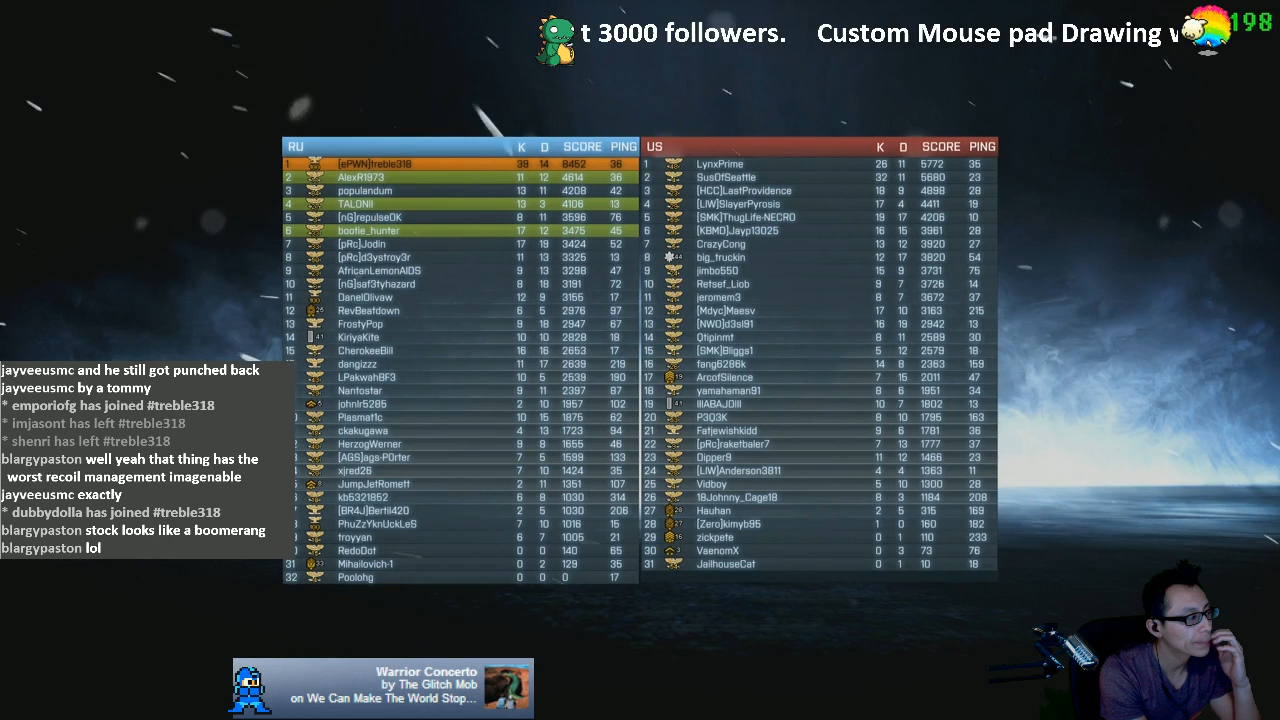 t 3000 followers. Custom Mouse pad Drawing w
198
RU K D SCORE PING
1 [ePWN]treble318 39 14 8452 36
2 AlexR1973 11 12 4614 36
3 populandum 13 11 4208 42
4 TALONII 13 3 4106 13
5 [nG]repulseOK 8 11 3596 76
6 bootie_hunter 17 12 3475 45
7 [pRc]Jodin 17 19 3424 52
8 [pRc]d3ystroy3r 11 13 3325 13
9 AfricanLemonAIDS 9 13 3298 47
10 [nG]saf3tyhazard 8 18 3191 72
11 DanelOlivaw 12 9 3155 17
12 RevBeatdown 6 5 2976 97
13 FrostyPop 9 18 2947 67
14 41 KiriyaKite 10 10 2828 18
15 CherokeeBill 16 16 2653 17
dangizzz 11 17 2639 219
LPakwahBF3 10 5 2539 190
Nantostar 9 11 2397 87
johnlr5285 2 10 1957 102
Plasmat1c 10 15 1875 62
ckakugawa 4 13 1723 94
HerzogWerner 9 8 1655 46
[AGS]ags-P0rter 7 5 1599 133
xjred26 7 10 1424 35
JumpJetRomeff 2 11 1351 107
kb5321852 6 8 1030 314
[BR4J]Bertil420 2 5 1030 206
PhuZzYknUckLeS 7 10 1016 15
troyyan 6 7 1005 21
RedoDot 0 0 140 65
31 33 Mihailovich-1 0 2 129 35
32 Poolohg 0 0 0 17
US K D SCORE PING
1 LynxPrime 26 11 5772 35
2 SusOfSeattle 32 11 5680 23
3 [HCC]LastProvidence 18 9 4898 28
4 [LIW]SlayerPyrosis 17 4 4411 19
5 [SMK]ThugLife-NECRO 19 17 4206 10
6 [KBMD]Jayp13025 16 15 3961 28
7 CrazyCong 13 12 3920 27
8 44 big_truckin 12 17 3820 54
9 jimbo550 15 9 3731 75
10 Retsef_Liob 9 7 3726 14
11 jeromem3 8 7 3672 37
12 [Mdyc]Maesv 17 10 3163 215
13 [NWO]d3sl91 16 19 2942 13
14 Qtipinmt 8 11 2589 30
15 [SMK]Bliggs1 5 12 2579 18
16 fang6286k 14 8 2363 159
17 19 ArcofSilence 7 15 2011 47
18 yamahaman91 8 6 1951 34
19 41 IIIABAJOIII 10 7 1802 13
20 P3Q3K 8 10 1795 163
21 Fatjewishkidd 9 6 1781 36
22 [pRc]raketbaler7 7 13 1777 37
23 Dipper9 11 12 1466 23
24 [LIW]Anderson3811 4 4 1363 11
25 Vidboy 5 10 1300 28
26 18Johnny_Cage18 8 3 1184 208
27 28 Hauhan 2 5 315 169
28 27 [Zero]kimyb95 1 0 160 182
29 16 zickpete 0 1 110 233
30 3 VaenomX 0 3 73 76
31 JailhouseCat 0 1 10 18
jayveeusmc and he still got punched back
jayveeusmc by a tommy
* emporiofg has joined #treble318
* imjasont has left #treble318
* shenri has left #treble318
blargypaston well yeah that thing has the
worst recoil management imagenable
jayveeusmc exactly
* dubbydolla has joined #treble318
blargypaston stock looks like a boomerang
blargypaston lol
Warrior Concerto
by The Glitch Mob
on We Can Make The World Stop...